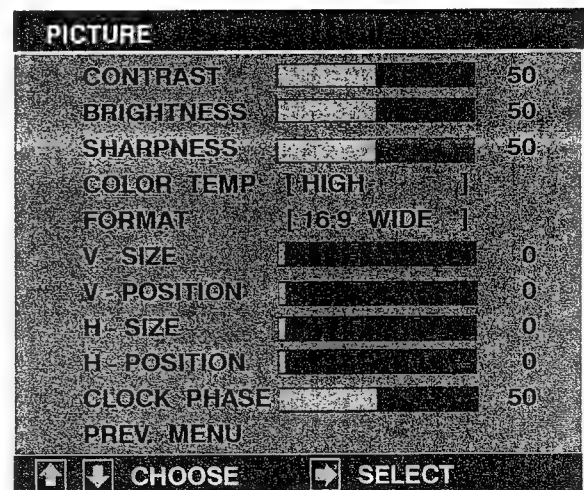 PICTURE
CONTRAST 50
BRIGHTNESS 50
SHARPNESS 50
COLOR TEMP [ HIGH ]
FORMAT [ 16:9 WIDE ]
V - SIZE 0
V - POSITION 0
H - SIZE 0
H - POSITION 0
CLOCK PHASE 50
PREV. MENU
CHOOSE SELECT